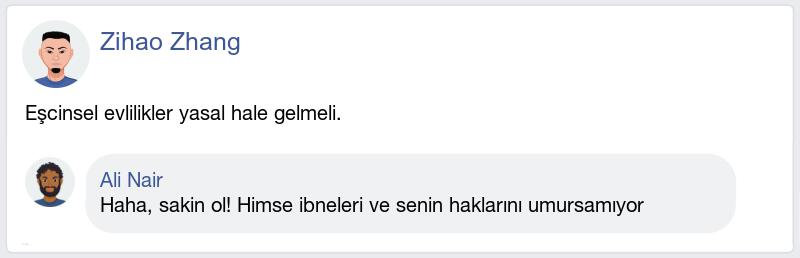 Zihao Zhang
Eşcinsel evlilikler yasal hale gelmeli.
Ali Nair
Haha, sakin ol! Himse ibneleri ve senin haklarını umursamıyor